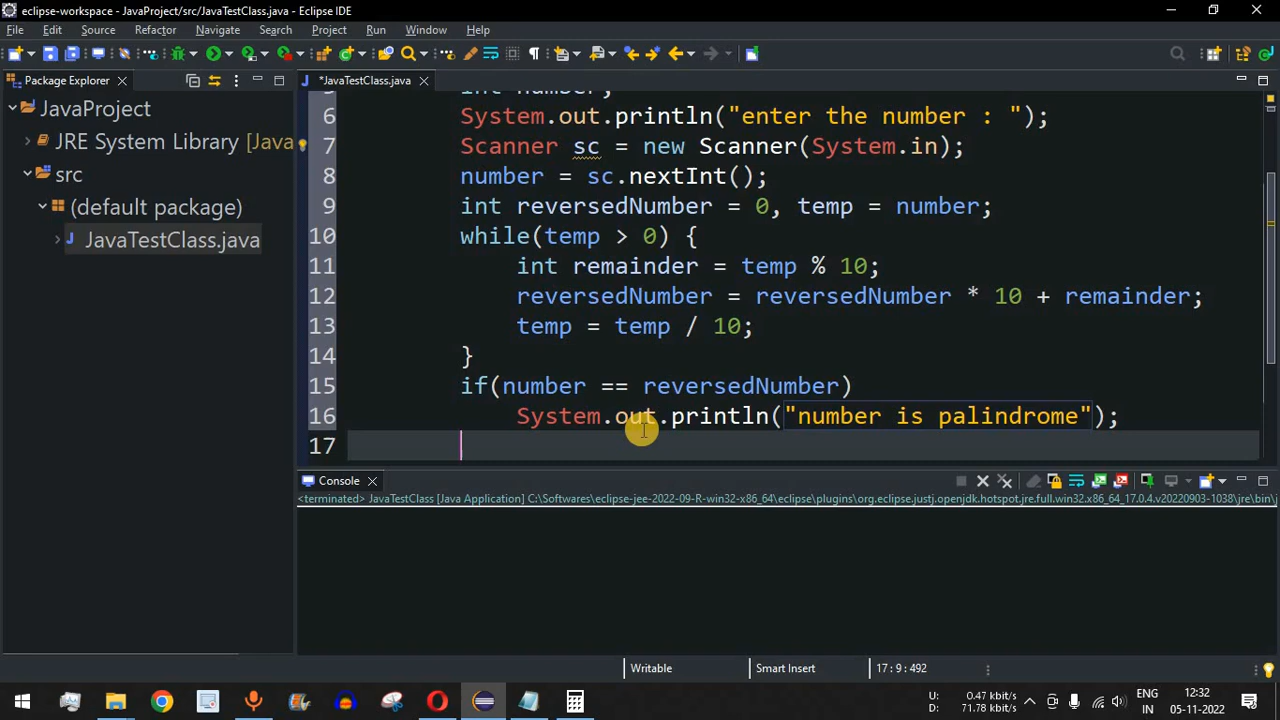 eclipse-workspace - JavaProject/src/JavaTestClass.java - Eclipse IDE
File Edit Source Refactor Navigate Search Project Run Window Help
Package Explorer
*JavaTestClass.java
JavaProject
JRE System Library [Java
src
(default package)
JavaTestClass.java
5 int number;
6 System.out.println("enter the number : ");
7 Scanner sc = new Scanner(System.in);
8 number = sc.nextInt();
9 int reversedNumber = 0, temp = number;
10 while(temp > 0) {
11 int remainder = temp % 10;
12 reversedNumber = reversedNumber * 10 + remainder;
13 temp = temp / 10;
14 }
15 if(number == reversedNumber)
16 System.out.println("number is palindrome");
17
Console
<terminated> JavaTestClass [Java Application] C:\Softwares\eclipse-jee-2022-09-R-win32-x86_64\eclipse\plugins\org.eclipse.justj.openjdk.hotspot.jre.full.win32.x86_64_17.0.4.v20220903-1038\jre\bin\j
Writable Smart Insert 17 : 9 : 492
U: 0.47 kbit/s
D: 71.78 kbit/s
ENG
IN
12:32
05-11-2022